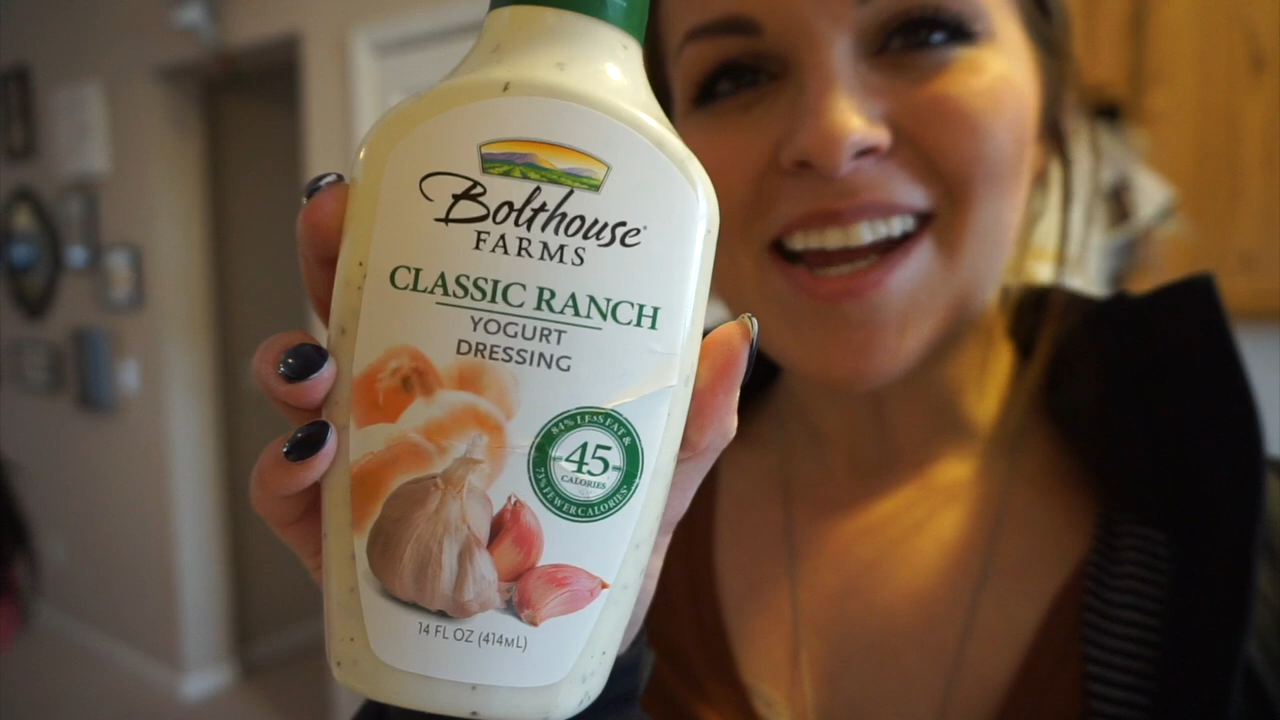 Bolthouse®
FARMS
CLASSIC RANCH
YOGURT
DRESSING
84% LESS FAT &
45
CALORIES
73% FEWER CALORIES*
14 FL OZ (414mL)